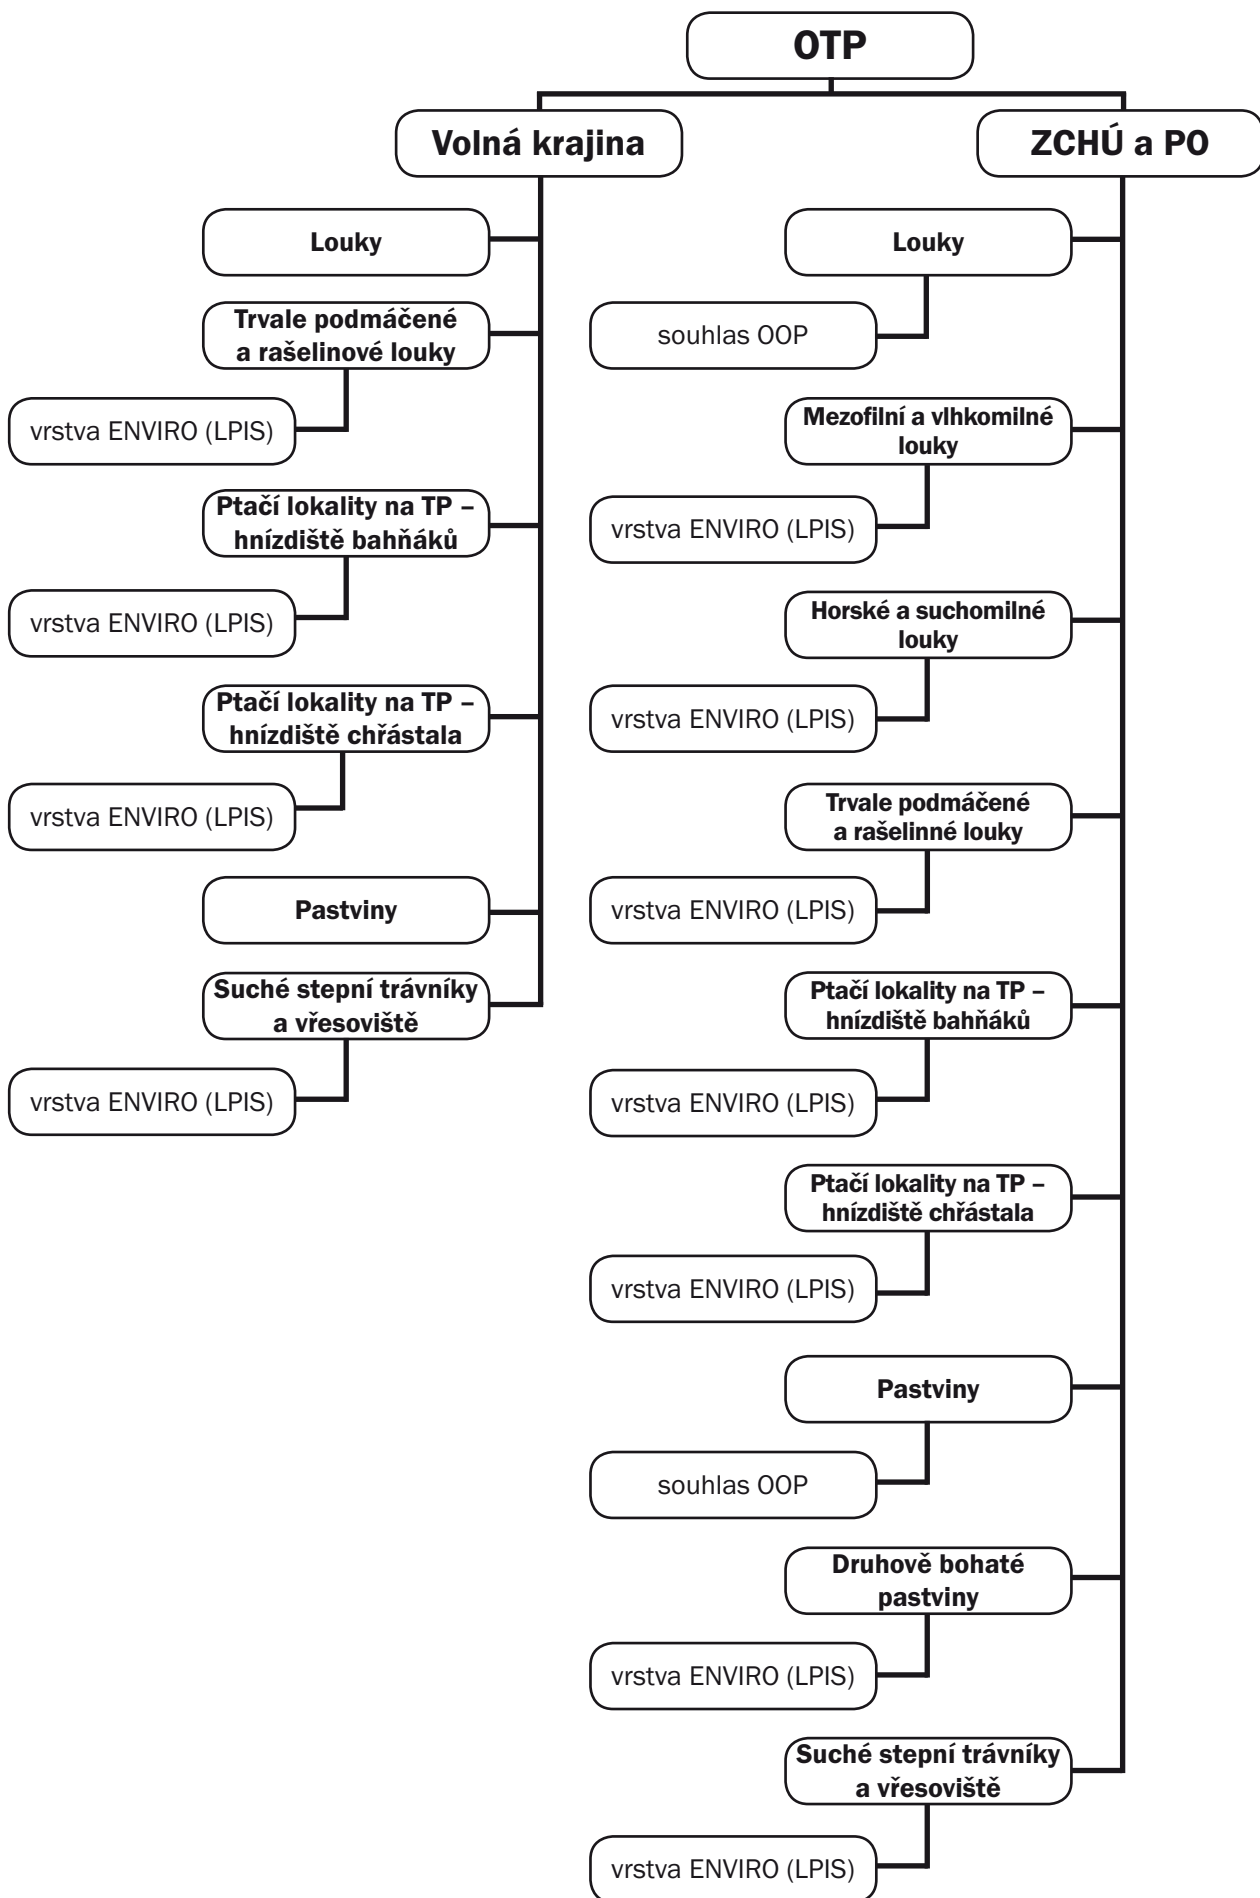 OTP
Volná krajina
Louky
Trvale podmáčené
a rašelinové louky
vrstva ENVIRO (LPIS)
Ptačí lokality na TP –
hnízdiště bahňáků
vrstva ENVIRO (LPIS)
Ptačí lokality na TP –
hnízdiště chřástala
vrstva ENVIRO (LPIS)
Pastviny
Suché stepní trávníky
a vřesoviště
vrstva ENVIRO (LPIS)
ZCHÚ a PO
Louky
souhlas OOP
Mezofilní a vlhkomilné
louky
vrstva ENVIRO (LPIS)
Horské a suchomilné
louky
vrstva ENVIRO (LPIS)
Trvale podmáčené
a rašelinné louky
vrstva ENVIRO (LPIS)
Ptačí lokality na TP –
hnízdiště bahňáků
vrstva ENVIRO (LPIS)
Ptačí lokality na TP –
hnízdiště chřástala
vrstva ENVIRO (LPIS)
Pastviny
souhlas OOP
Druhově bohaté
pastviny
vrstva ENVIRO (LPIS)
Suché stepní trávníky
a vřesoviště
vrstva ENVIRO (LPIS)